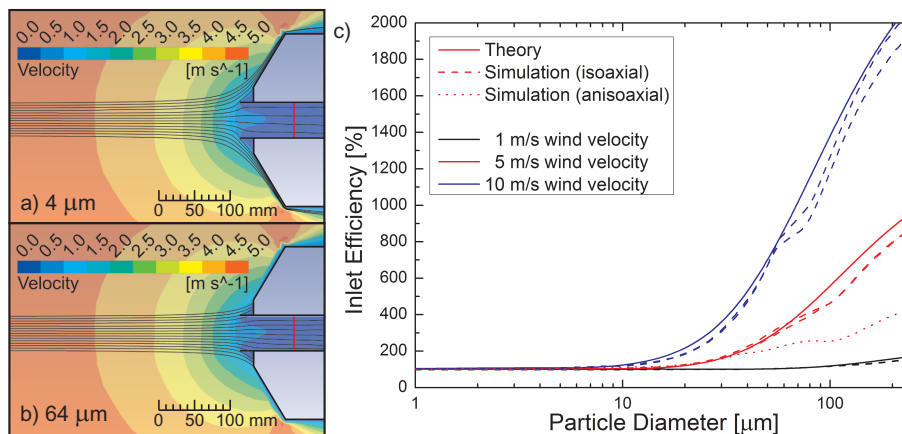 0.0 0.5 1.0 1.5 2.0 2.5 3.0 3.5 4.0 4.5 5.0
Velocity [m s^-1]
0 50 100 mm
a) 4 μm
0.0 0.5 1.0 1.5 2.0 2.5 3.0 3.5 4.0 4.5 5.0
Velocity [m s^-1]
0 50 100 mm
b) 64 μm
c)
Inlet Efficiency [%]
2000
1800
1600
1400
1200
1000
800
600
400
200
0
Theory
Simulation (isoaxial)
Simulation (anisoaxial)
1 m/s wind velocity
5 m/s wind velocity
10 m/s wind velocity
1 10 100
Particle Diameter [μm]